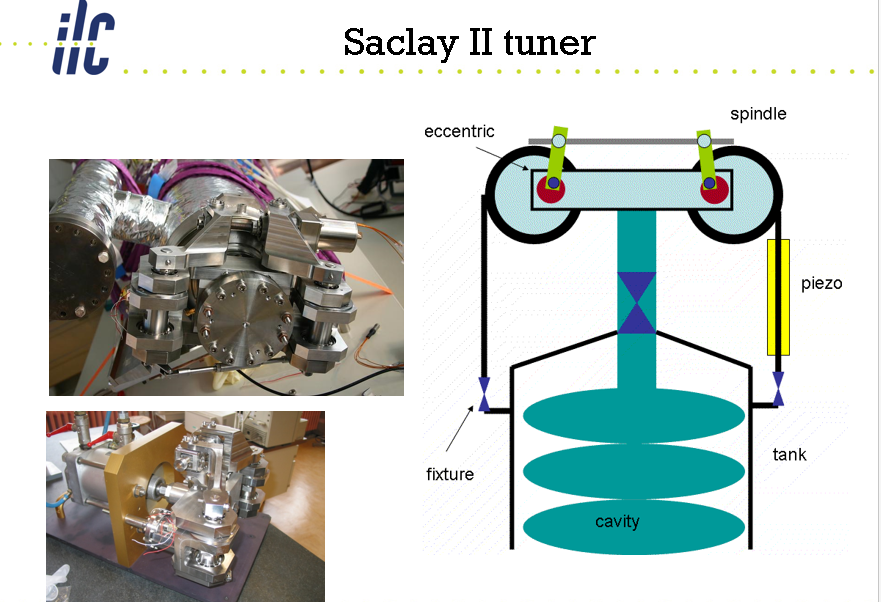 ilc
Saclay II tuner
spindle
eccentric
piezo
tank
fixture
cavity